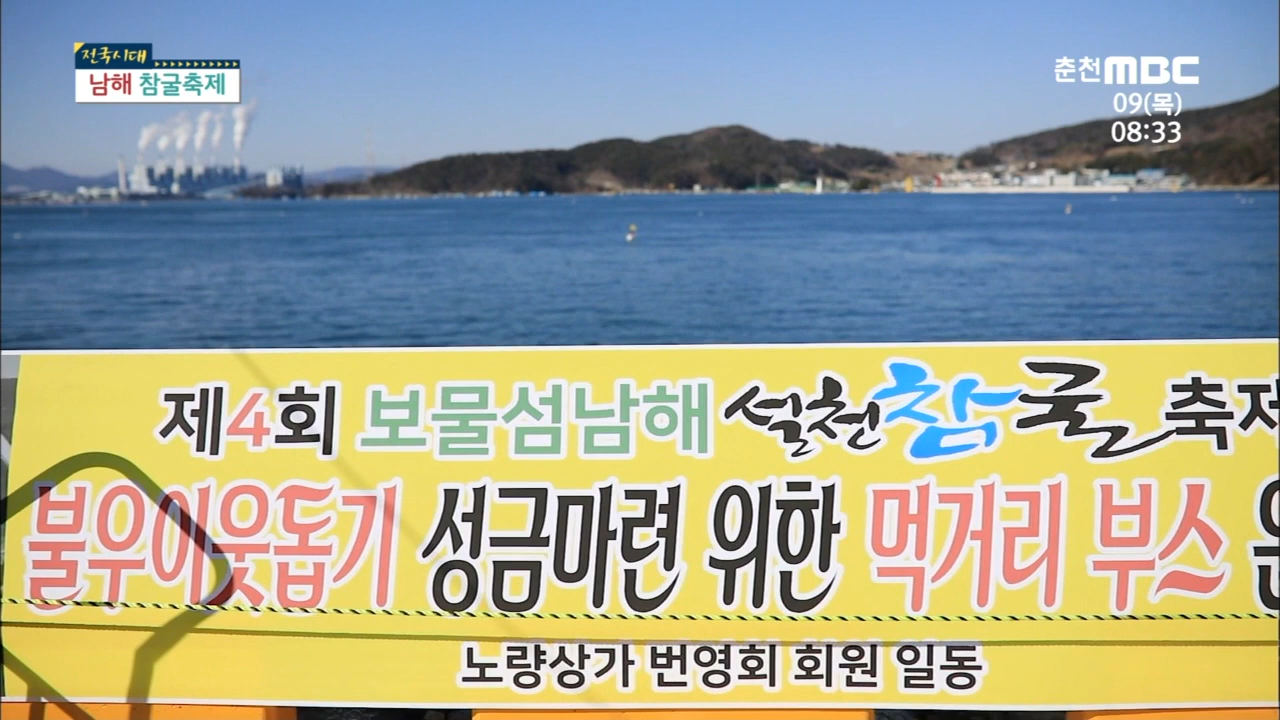 전국시대
남해 참굴축제
춘천MBC
09(목)
08:33
제4회 보물섬남해 설천참굴축제
불우이웃돕기 성금마련 위한 먹거리 부스
노량상가 번영회 회원 일동